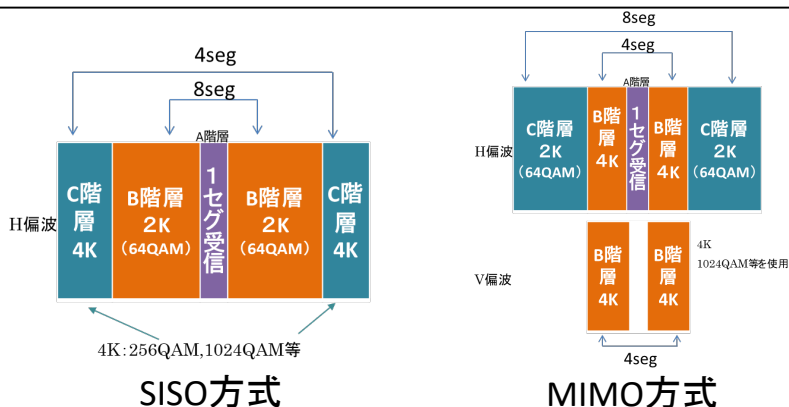 4seg
8seg
A階層
H偏波
C階
層
4K
B階層
2K
(64QAM)
1セグ受信
B階層
2K
(64QAM)
C階
層
4K
4K:256QAM,1024QAM等
SISO方式
8seg
4seg
A階層
H偏波
C階層
2K
(64QAM)
B階
層
4K
1セグ受信
B階
層
4K
C階層
2K
(64QAM)
V偏波
B階
層
4K
B階
層
4K
4K
1024QAM等を使用
4seg
MIMO方式